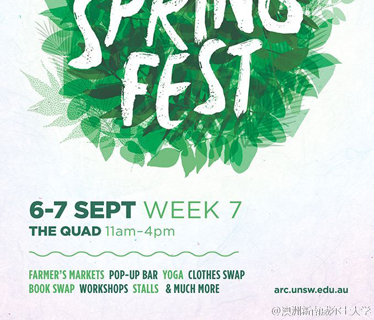 SPRING
FEST
6-7 SEPT WEEK 7
THE QUAD 11am–4pm
FARMER'S MARKETS POP-UP BAR YOGA CLOTHES SWAP
BOOK SWAP WORKSHOPS STALLS & MUCH MORE
arc.unsw.edu.au
@澳洲新南威尔士大学